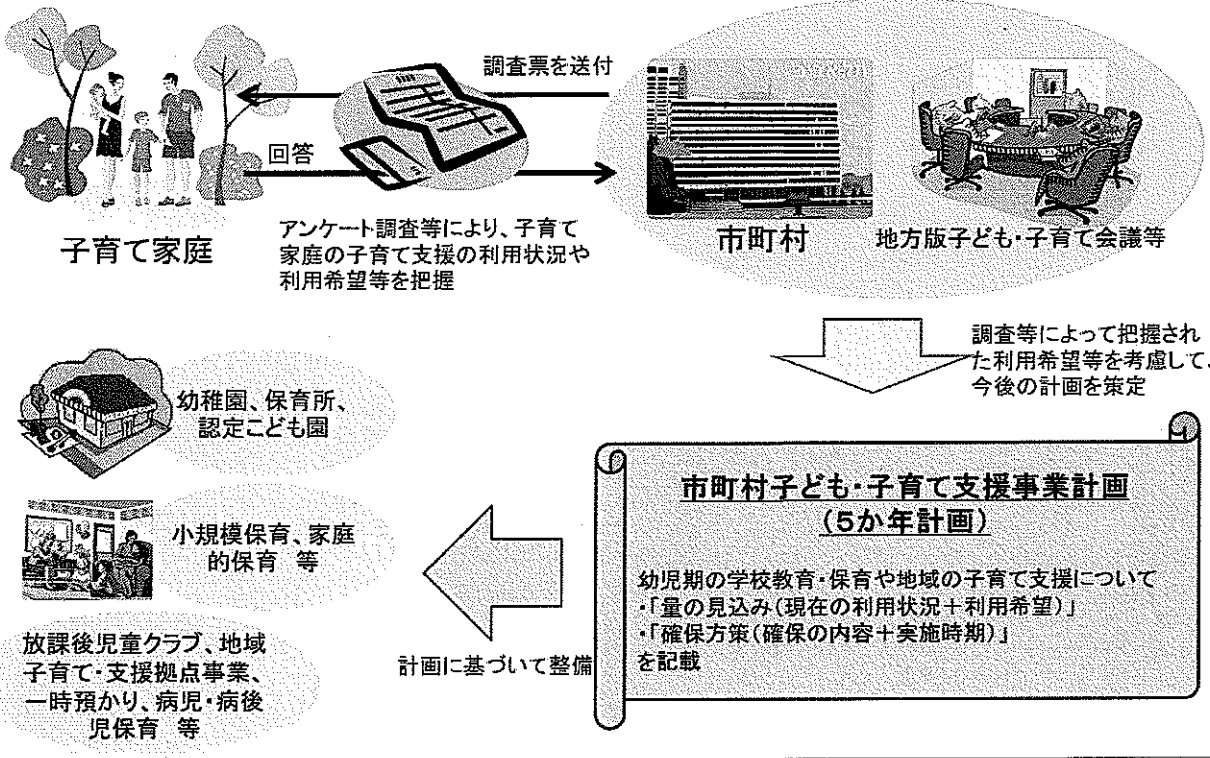 調査票を送付
回答
子育て家庭
アンケート調査等により、子育て
家庭の子育て支援の利用状況や
利用希望等を把握
市町村
地方版子ども・子育て会議等
調査等によって把握され
た利用希望等を考慮して、
今後の計画を策定
市町村子ども・子育て支援事業計画
(5か年計画)
幼児期の学校教育・保育や地域の子育て支援について
・「量の見込み(現在の利用状況+利用希望)」
・「確保方策(確保の内容+実施時期)」
を記載
計画に基づいて整備
幼稚園、保育所、
認定こども園
小規模保育、家庭
的保育 等
放課後児童クラブ、地域
子育て・支援拠点事業、
一時預かり、病児・病後
児保育 等